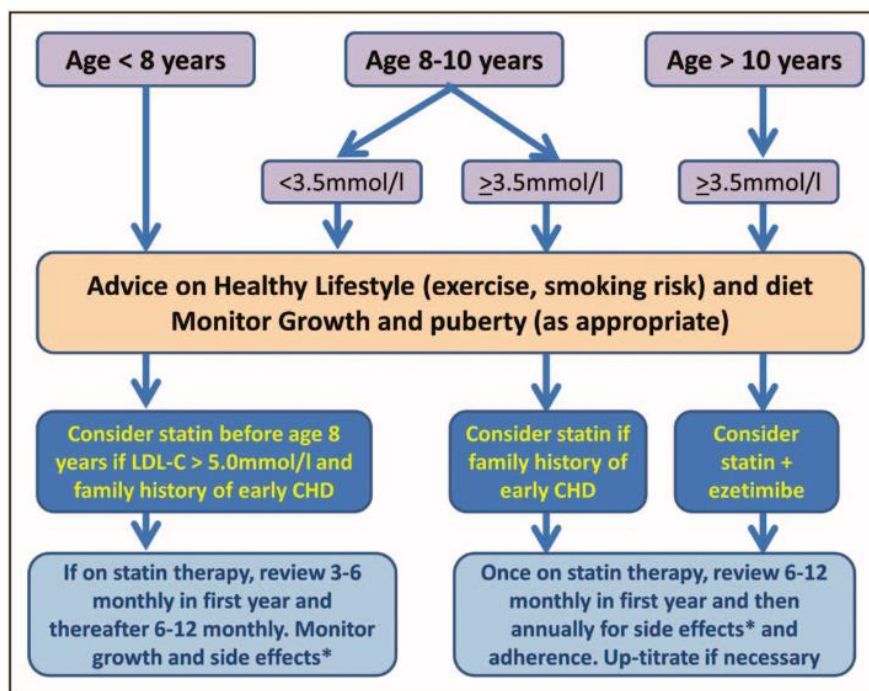 Age < 8 years
Age 8-10 years
Age > 10 years
<3.5mmol/l
≥3.5mmol/l
≥3.5mmol/l
Advice on Healthy Lifestyle (exercise, smoking risk) and diet
Monitor Growth and puberty (as appropriate)
Consider statin before age 8
years if LDL-C > 5.0mmol/l and
family history of early CHD
Consider statin if
family history of
early CHD
Consider
statin +
ezetimibe
If on statin therapy, review 3-6
monthly in first year and
thereafter 6-12 monthly. Monitor
growth and side effects*
Once on statin therapy, review 6-12
monthly in first year and then
annually for side effects* and
adherence. Up-titrate if necessary